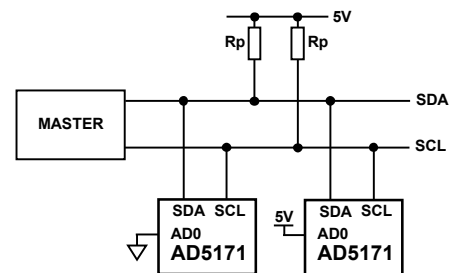 5V
Rp Rp
SDA
MASTER
SCL
SDA SCL
AD0
AD5171
5V
SDA SCL
AD0
AD5171